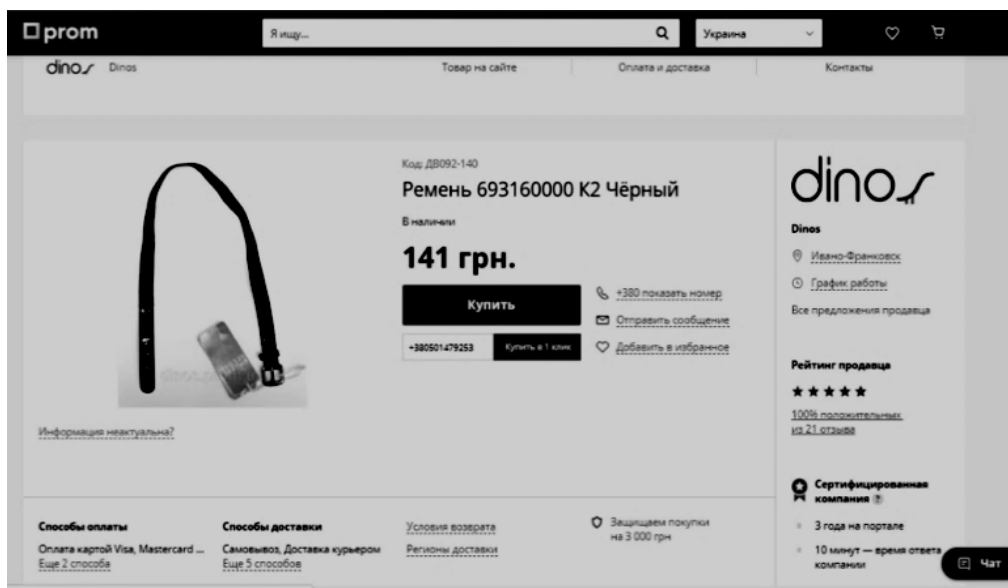 prom
Я ищу...
Украина
dinos
Dinos
Товар на сайте
Оплата и доставка
Контакты
Код: ДВ092-140
Ремень 693160000 К2 Чёрный
В наличии
141 грн.
Купить
+380 показать номер
Отправить сообщение
+380501479253
Купить в 1 клик
Добавить в избранное
Информация неактуальна?
dinos
Dinos
Ивано-Франковск
График работы
Все предложения продавца
Рейтинг продавца
100% положительных
из 21 отзыва
Сертифицированная
компания ?
3 года на портале
10 минут — время ответа
компании
Способы оплаты
Оплата картой Visa, Mastercard ...
Еще 2 способа
Способы доставки
Самовывоз, Доставка курьером
Еще 5 способов
Условия возврата
Регионы доставки
Защищаем покупки
на 3 000 грн
Чат